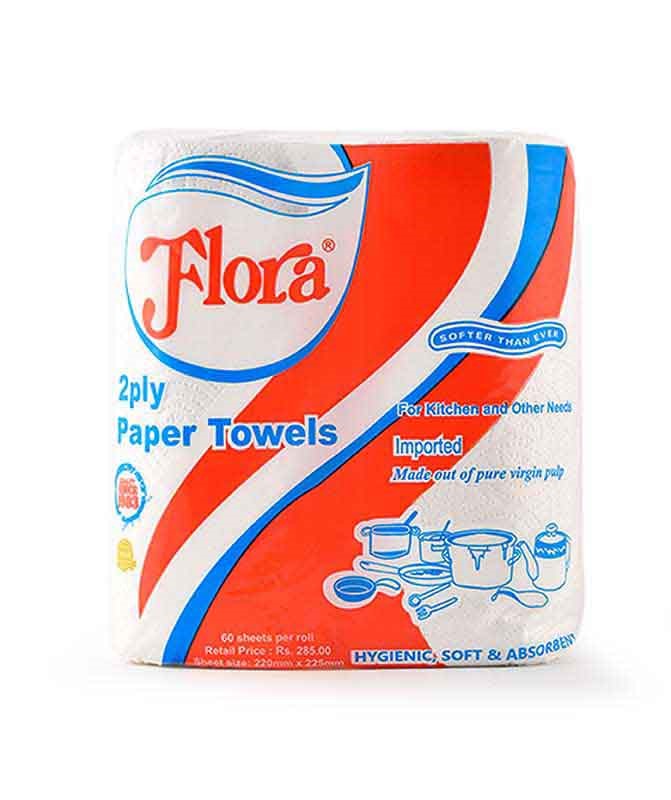 Flora®
2ply
Paper Towels
SOFTER THAN EVER
For Kitchen and Other Needs
Imported
Made out of pure virgin pulp
60 sheets per roll
Retail Price : Rs. 285.00
Sheet size: 220mm x 225mm
HYGIENIC, SOFT & ABSORBENT